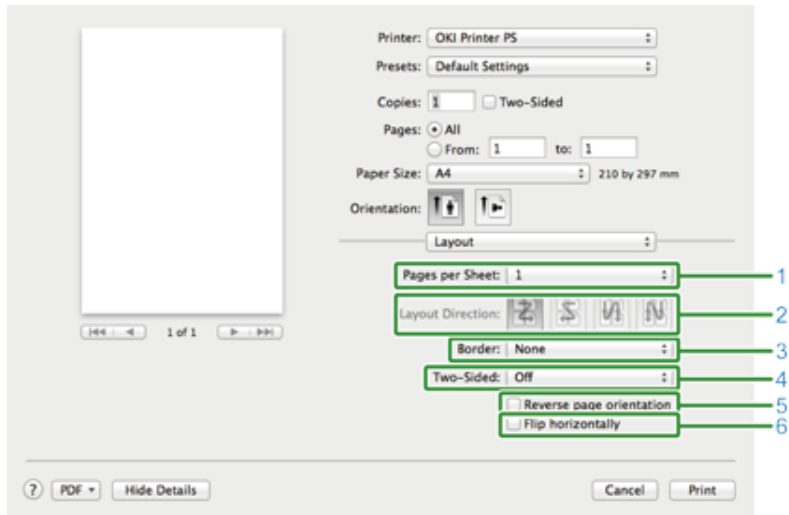 Printer: OKI Printer PS
Presets: Default Settings
Copies: 1 Two-Sided
Pages: All
From: 1 to: 1
Paper Size: A4 210 by 297 mm
Orientation:
Layout
Pages per Sheet: 1 1
Layout Direction: 2
1 of 1
Border: None 3
Two-Sided: Off 4
Reverse page orientation 5
Flip horizontally 6
? PDF Hide Details Cancel Print